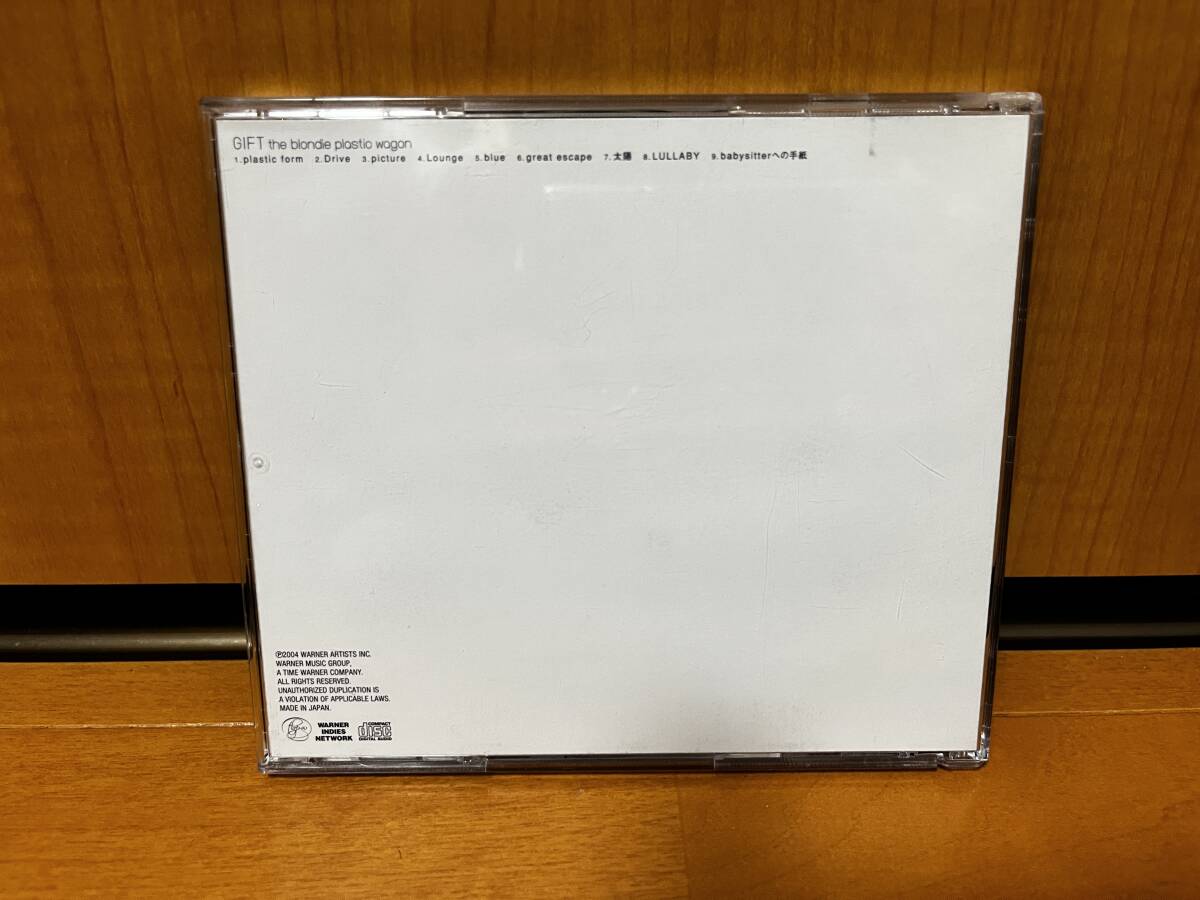 GIFT the blondie plastic wagon
1.plastic form 2.Drive 3.picture 4.Lounge 5.blue 6.great escape 7.太陽 8.LULLABY 9.babysitterへの手紙
℗2004 WARNER ARTISTS INC.
WARNER MUSIC GROUP,
A TIME WARNER COMPANY.
ALL RIGHTS RESERVED.
UNAUTHORIZED DUPLICATION IS
A VIOLATION OF APPLICABLE LAWS.
MADE IN JAPAN.
WARNER
INDIES
NETWORK
COMPACT
disc
DIGITAL AUDIO